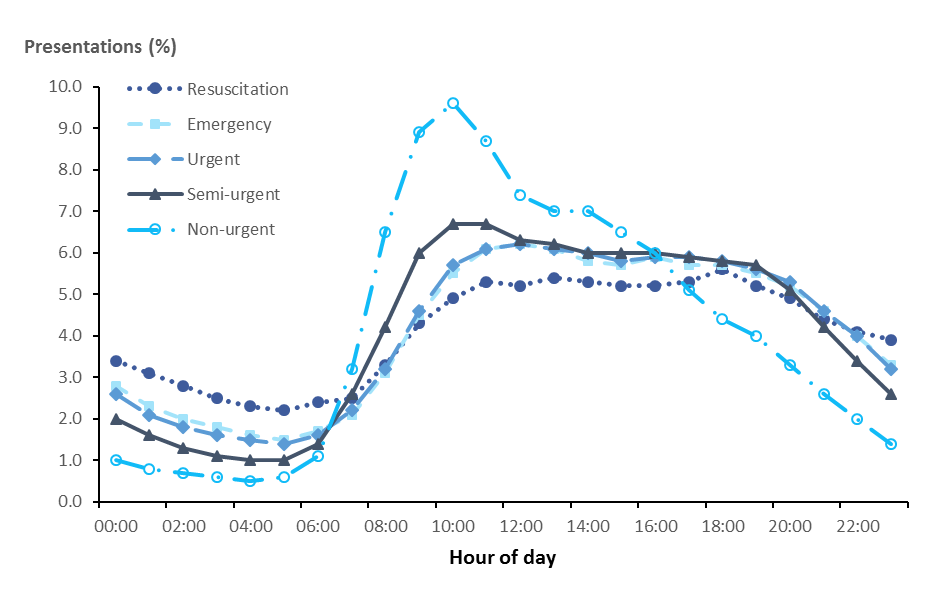 Presentations (%)
10.0
9.0
8.0
7.0
6.0
5.0
4.0
3.0
2.0
1.0
0.0
Resuscitation
Emergency
Urgent
Semi-urgent
Non-urgent
00:00 02:00 04:00 06:00 08:00 10:00 12:00 14:00 16:00 18:00 20:00 22:00
Hour of day